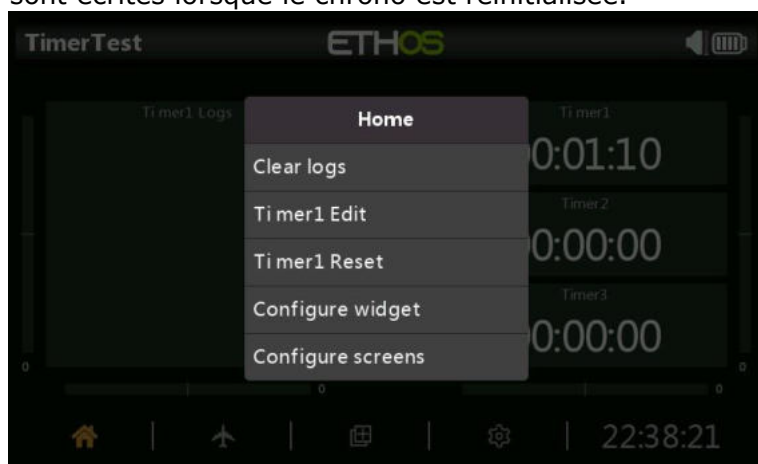 sont écrites lorsque le chrono est réinitialisée.
TimerTest
ETHOS
Timer1 Logs
Home
Clear logs
Timer1 Edit
Timer1 Reset
Configure widget
Configure screens
Timer1
0:01:10
Timer2
0:00:00
Timer3
0:00:00
0
0
0
0
22:38:21